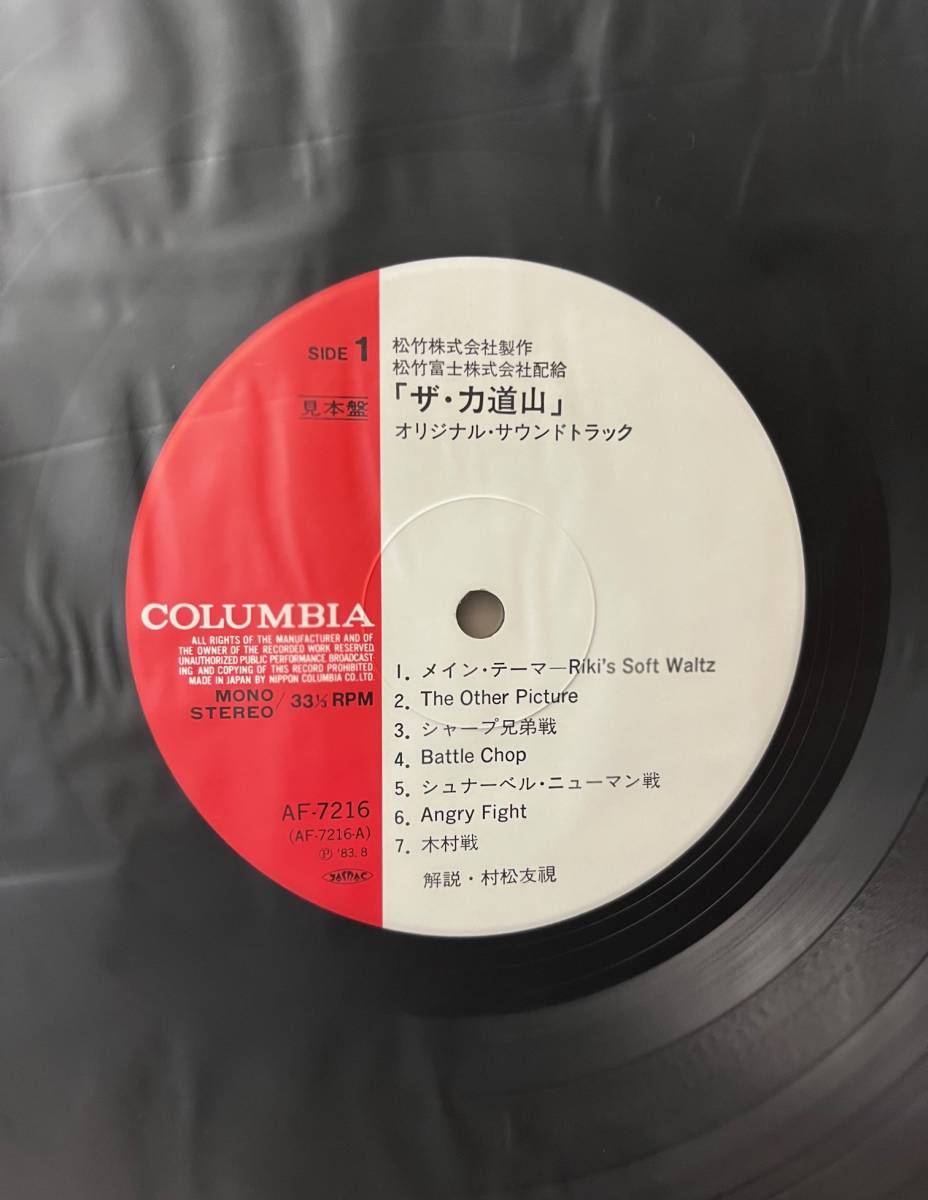 SIDE 1
見本盤
松竹株式会社製作
松竹富士株式会社配給
「ザ・力道山」
オリジナル・サウンドトラック
COLUMBIA
ALL RIGHTS OF THE MANUFACTURER AND OF
THE OWNER OF THE RECORDED WORK RESERVED.
UNAUTHORIZED PUBLIC PERFORMANCE BROADCAST-
ING AND COPYING OF THIS RECORD PROHIBITED.
MADE IN JAPAN BY NIPPON COLUMBIA CO., LTD.
MONO
STEREO / 33⅓ RPM
AF-7216
(AF-7216-A)
Ⓟ '83. 8
JASRAC
1. メイン・テーマ—Riki's Soft Waltz
2. The Other Picture
3. シャープ兄弟戦
4. Battle Chop
5. シュナーベル・ニューマン戦
6. Angry Fight
7. 木村戦
解説・村松友視